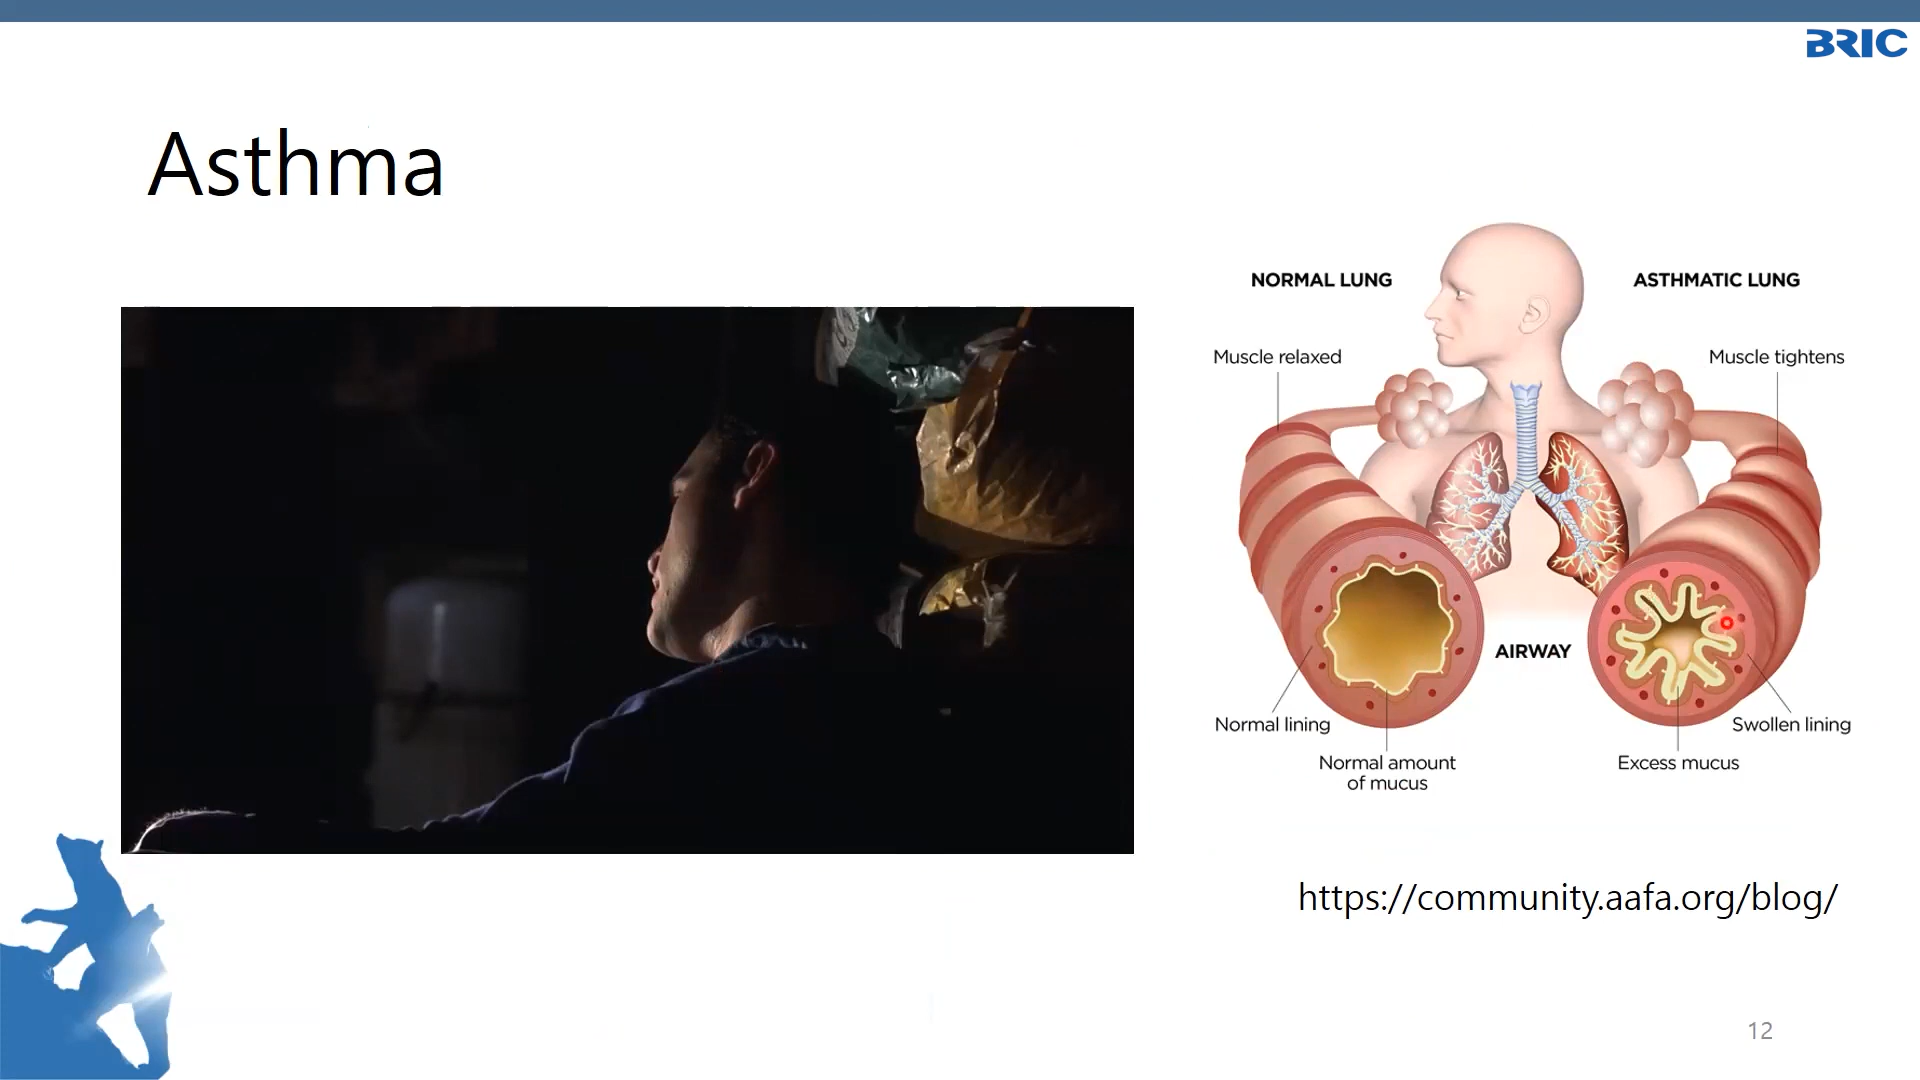 BRIC
Asthma
NORMAL LUNG
ASTHMATIC LUNG
Muscle relaxed
Muscle tightens
AIRWAY
Normal lining
Swollen lining
Normal amount
of mucus
Excess mucus
https://community.aafa.org/blog/
12